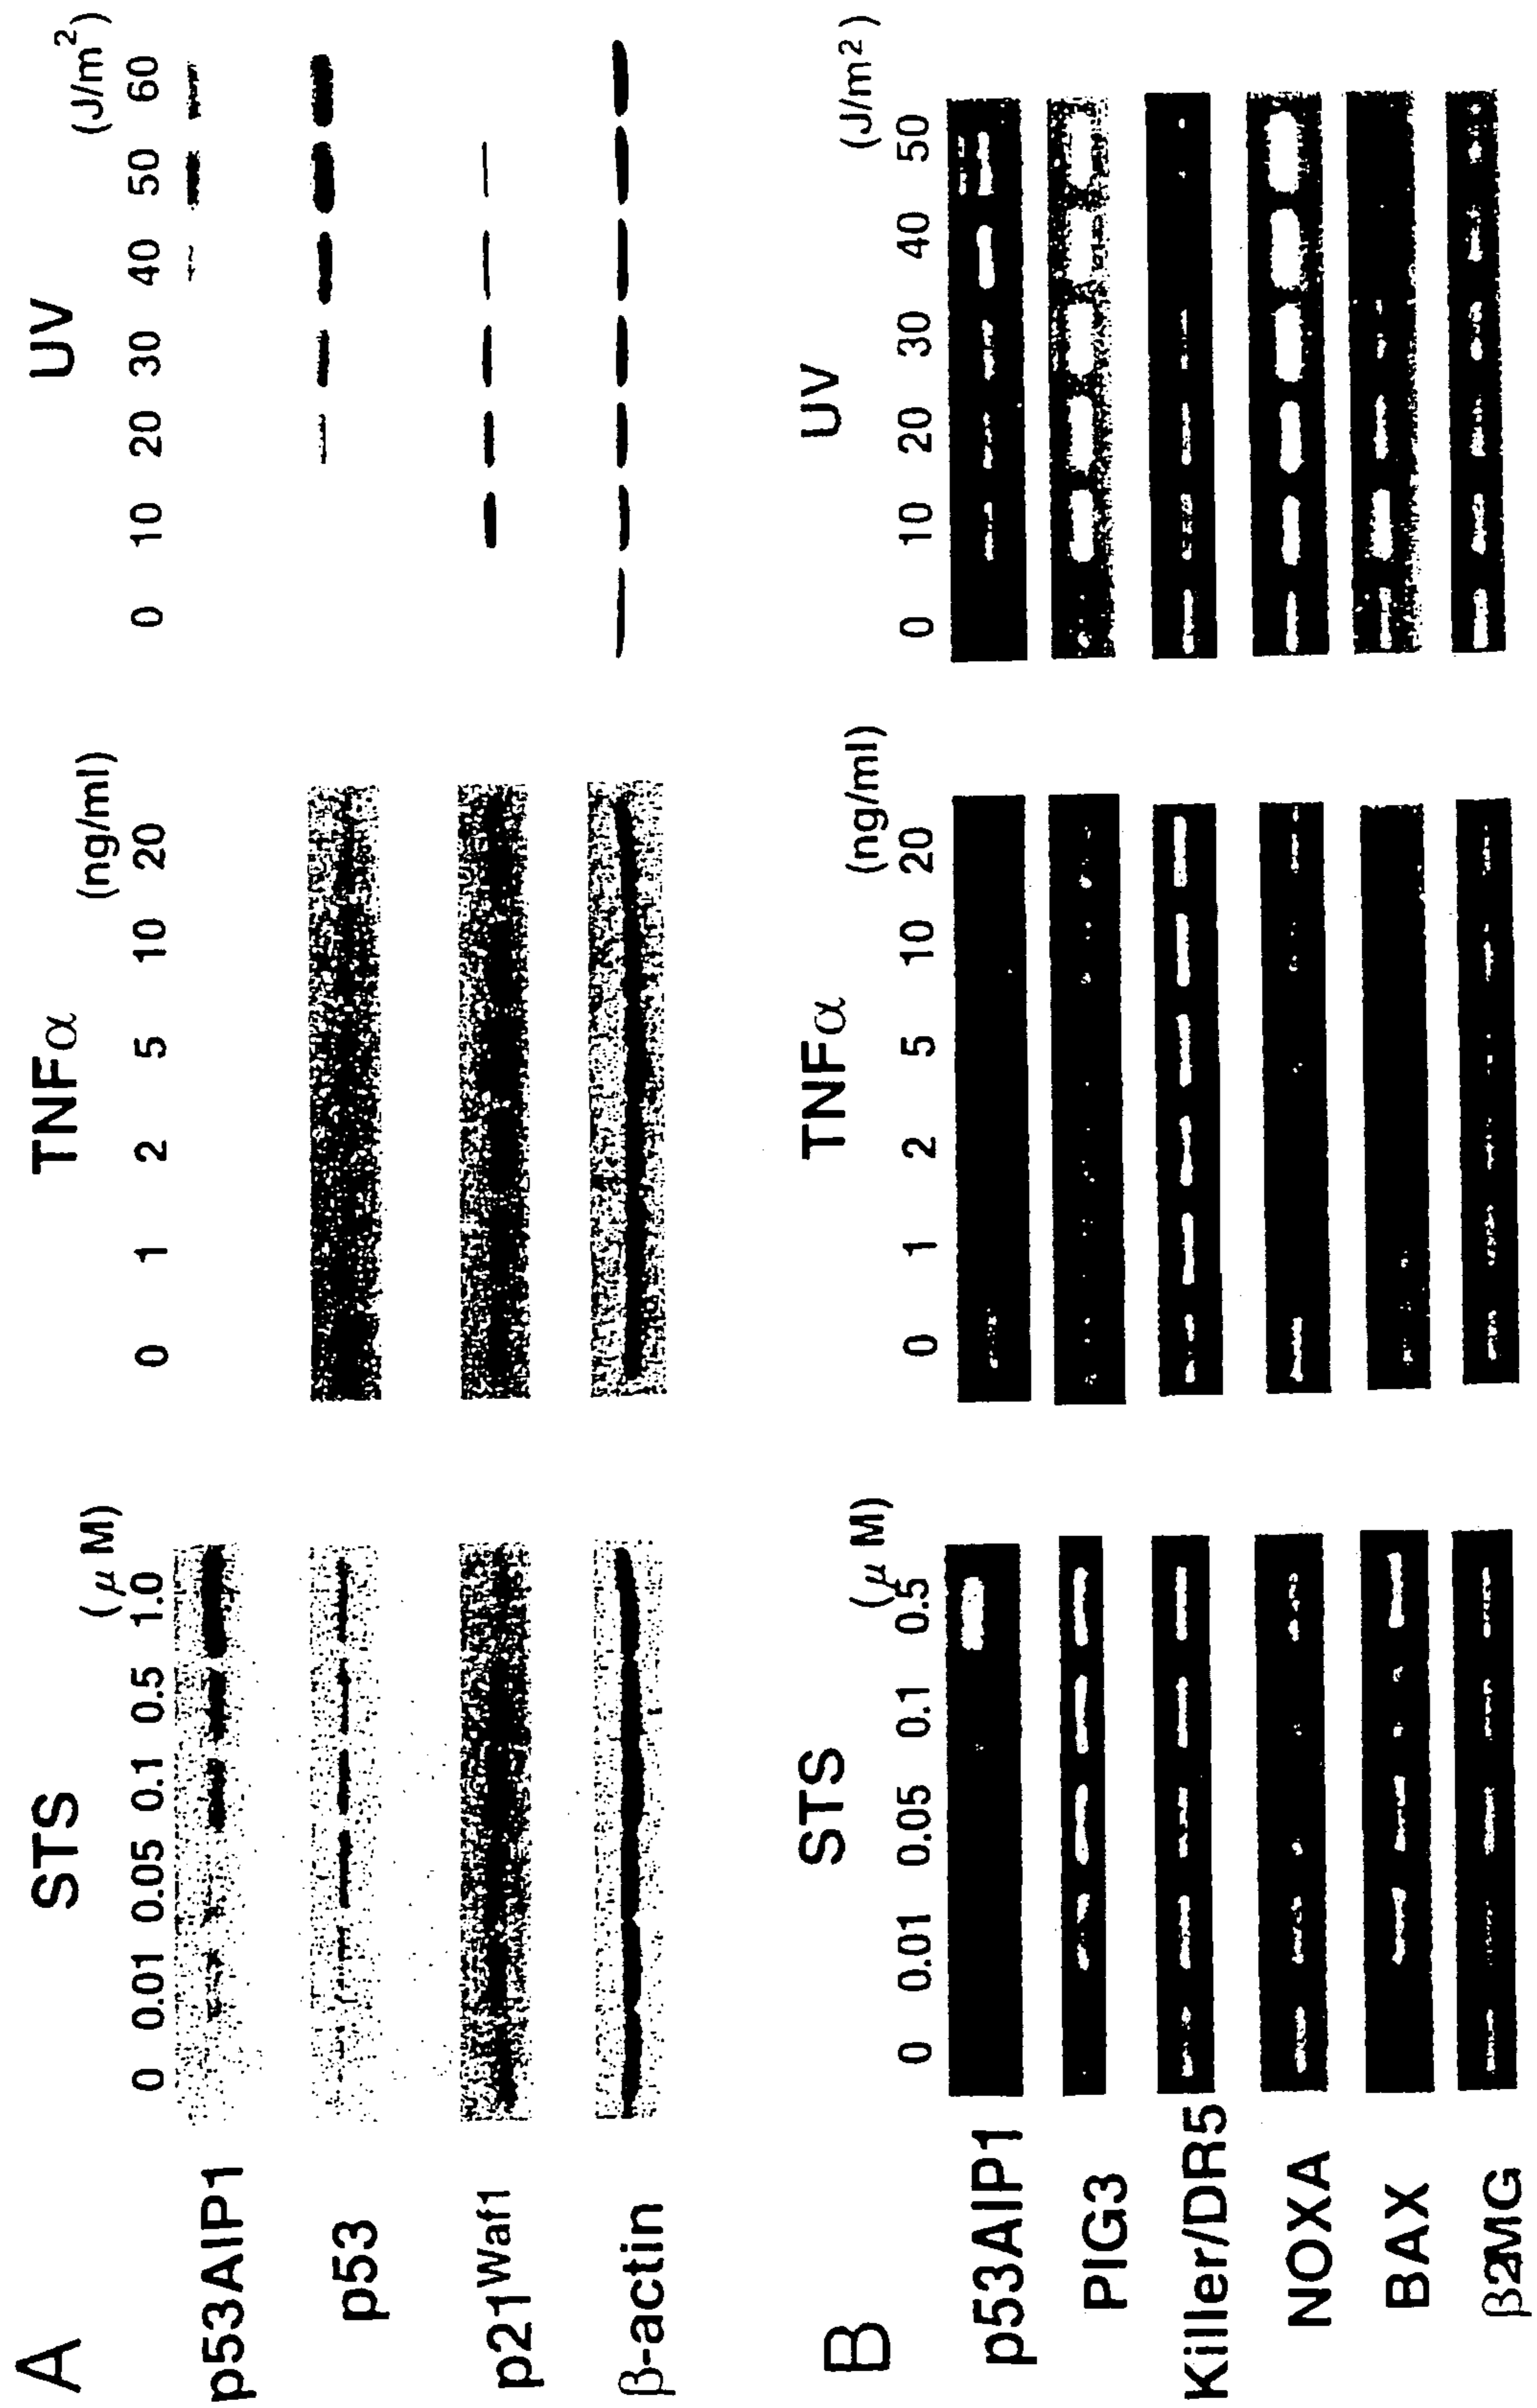 A
STS TNFα UV
(μ M) (ng/ml) (J/m²)
0 0.01 0.05 0.1 0.5 1.0 0 1 2 5 10 20 0 10 20 30 40 50 60
p53AIP1
p53
p21Waf1
β-actin
B
STS TNFα UV
(μ M) (ng/ml) (J/m²)
0 0.01 0.05 0.1 0.5 0 1 2 5 10 20 0 10 20 30 40 50
p53AIP1
PIG3
Killer/DR5
NOXA
BAX
β2MG